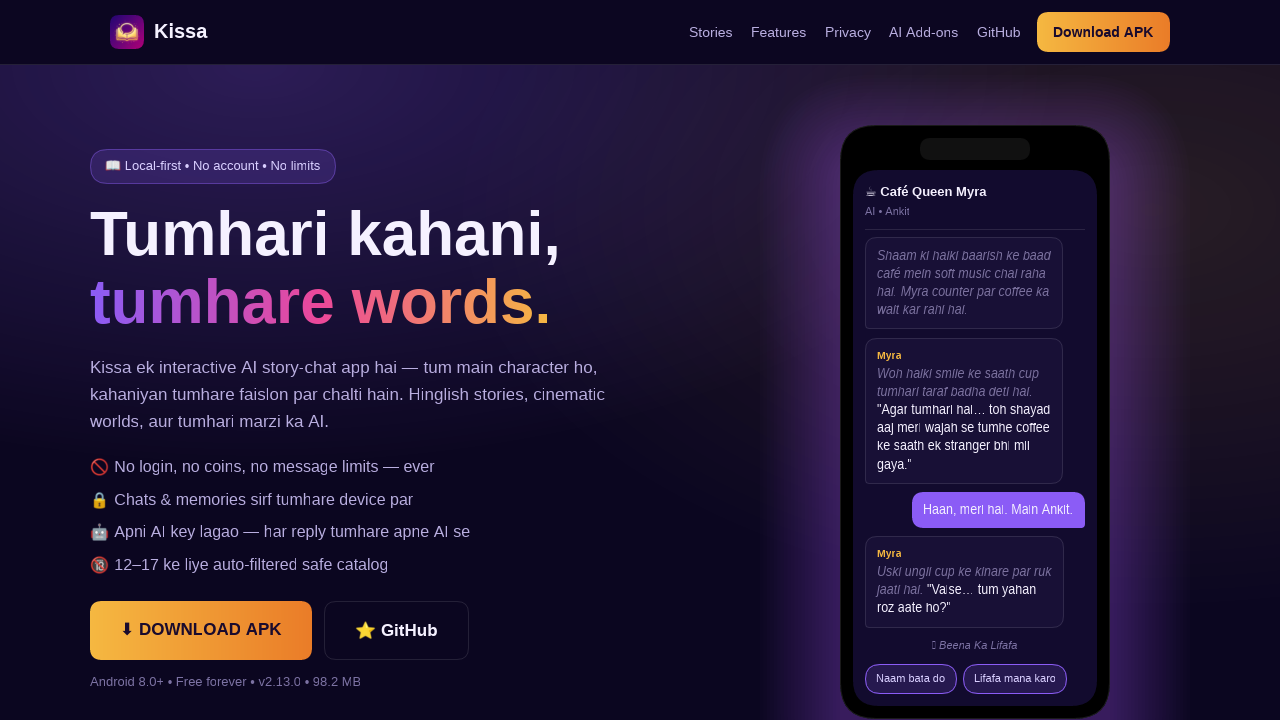 Kissa
Stories Features Privacy AI Add-ons GitHub Download APK
📖 Local-first • No account • No limits
Tumhari kahani,
tumhare words.
Kissa ek interactive AI story-chat app hai — tum main character ho,
kahaniyan tumhare faislon par chalti hain. Hinglish stories, cinematic
worlds, aur tumhari marzi ka AI.
🚫 No login, no coins, no message limits — ever
🔒 Chats & memories sirf tumhare device par
🤖 Apni AI key lagao — har reply tumhare apne AI se
🔞 12–17 ke liye auto-filtered safe catalog
⬇ DOWNLOAD APK
⭐ GitHub
Android 8.0+ • Free forever • v2.13.0 • 98.2 MB
☕ Café Queen Myra
AI • Ankit
Shaam ki halki baarish ke baad
café mein soft music chal raha
hai. Myra counter par coffee ka
wait kar rahi hai.
Myra
Woh halki smile ke saath cup
tumhari taraf badha deti hai.
"Agar tumhari hai… toh shayad
aaj meri wajah se tumhe coffee
ke saath ek stranger bhi mil
gaya."
Haan, meri hai. Main Ankit.
Myra
Uski ungli cup ke kinare par ruk
jaati hai. "Vaise… tum yahan
roz aate ho?"
Beena Ka Lifafa
Naam bata do
Lifafa mana karo